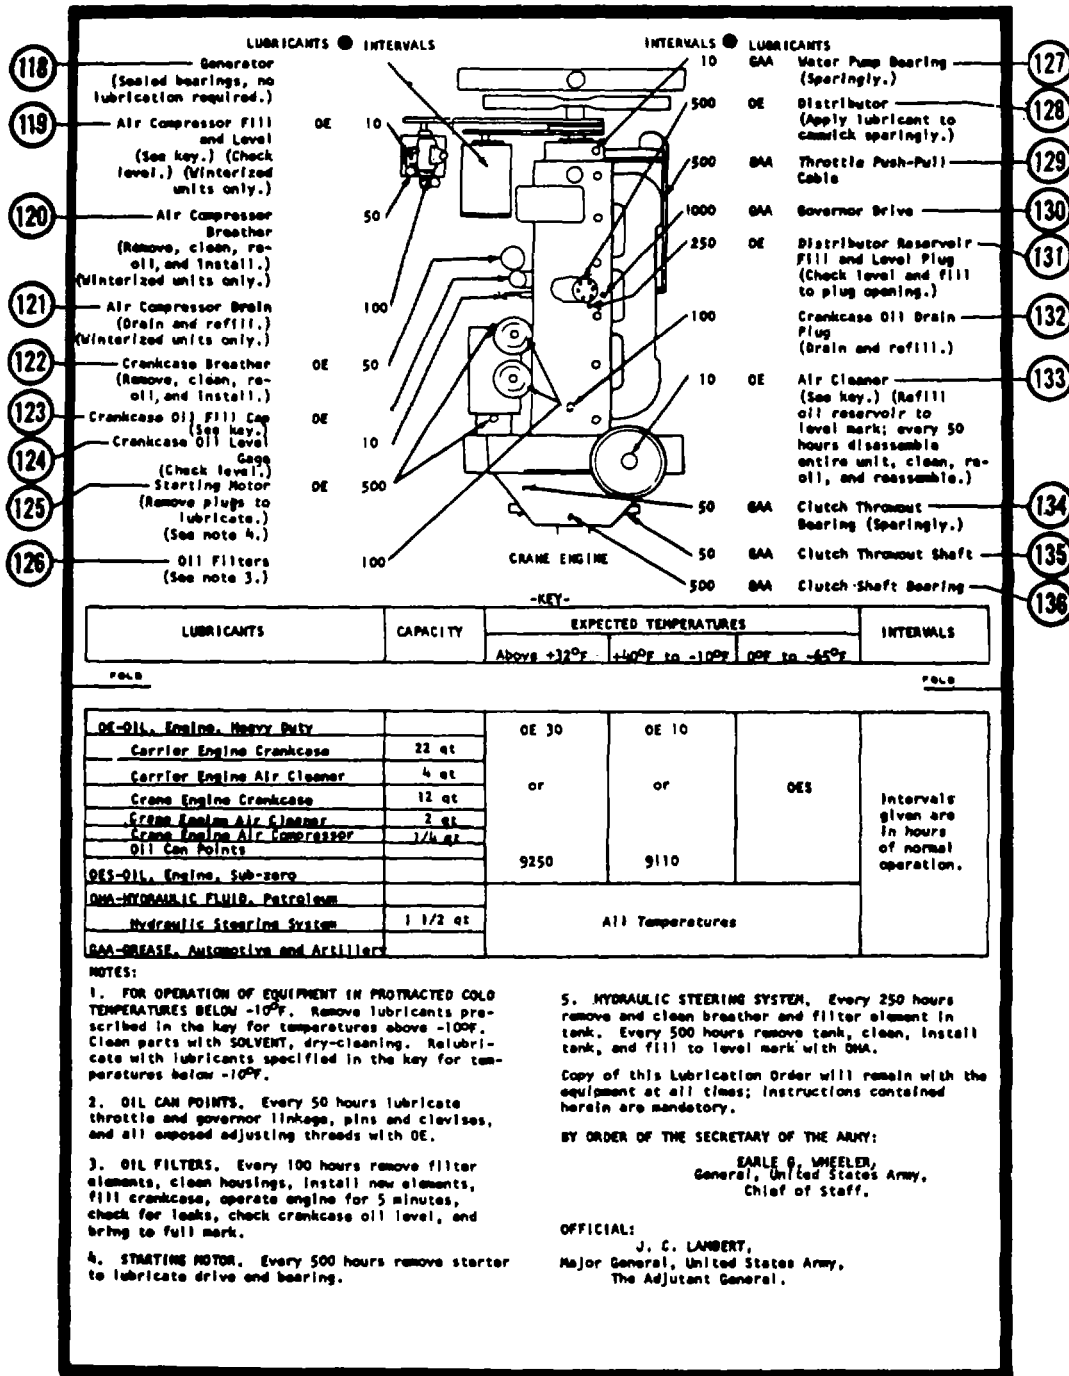 LUBRICANTS ● INTERVALS
118
Generator
(Sealed bearings, no
lubrication required.)
119
Air Compressor Fill OE 10
and Level
(See key.) (Check
level.) (Winterized
units only.)
120
Air Compressor 50
Breather
(Remove, clean, re-
oil, and install.)
(Winterized units only.)
121
Air Compressor Drain 100
(Drain and refill.)
(Winterized units only.)
122
Crankcase Breather OE 50
(Remove, clean, re-
oil, and install.)
123
Crankcase Oil Fill Cap OE
(See key.)
124
Crankcase Oil Level 10
Gage
(Check level.)
125
Starting Motor OE 500
(Remove plugs to
lubricate.)
(See note 4.)
126
Oil Filters 100
(See note 3.)
INTERVALS ● LUBRICANTS
10 GAA Water Pump Bearing
(Sparingly.)
127
500 OE Distributor
(Apply lubricant to
camwick sparingly.)
128
500 GAA Throttle Push-Pull
Cable
129
1000 GAA Governor Drive
130
250 OE Distributor Reservoir
Fill and Level Plug
(Check level and fill
to plug opening.)
131
100 Crankcase Oil Drain
Plug
(Drain and refill.)
132
10 OE Air Cleaner
(See key.) (Refill
oil reservoir to
level mark; every 50
hours disassemble
entire unit, clean, re-
oil, and reassemble.)
133
50 GAA Clutch Throwout
Bearing (Sparingly.)
134
50 GAA Clutch Throwout Shaft
135
500 GAA Clutch Shaft Bearing
136
CRANE ENGINE
-KEY-
LUBRICANTS CAPACITY EXPECTED TEMPERATURES INTERVALS
Above +32°F +40°F to -10°F 0°F to -65°F
FOLD FOLD
OE-OIL, Engine, Heavy Duty OE 30 OE 10
Carrier Engine Crankcase 22 qt
Carrier Engine Air Cleaner 4 qt or or OES
Crane Engine Crankcase 12 qt
Crane Engine Air Cleaner 2 qt
Crane Engine Air Compressor 1/4 qt
Oil Can Points 9250 9110
OES-OIL, Engine, Sub-zero
Intervals
given are
in hours
of normal
operation.
OHA-HYDRAULIC FLUID, Petroleum
Hydraulic Steering System 1 1/2 qt All Temperatures
GAA-GREASE, Automotive and Artillery
NOTES:
1. FOR OPERATION OF EQUIPMENT IN PROTRACTED COLD
TEMPERATURES BELOW -10°F. Remove lubricants pre-
scribed in the key for temperatures above -100F.
Clean parts with SOLVENT, dry-cleaning. Relubri-
cate with lubricants specified in the key for tem-
peratures below -10°F.
2. OIL CAN POINTS. Every 50 hours lubricate
throttle and governor linkage, pins and clevises,
and all exposed adjusting threads with OE.
3. OIL FILTERS. Every 100 hours remove filter
elements, clean housings, install new elements,
fill crankcase, operate engine for 5 minutes,
check for leaks, check crankcase oil level, and
bring to full mark.
4. STARTING MOTOR. Every 500 hours remove starter
to lubricate drive end bearing.
5. HYDRAULIC STEERING SYSTEM. Every 250 hours
remove and clean breather and filter element in
tank. Every 500 hours remove tank, clean, install
tank, and fill to level mark with OHA.
Copy of this Lubrication Order will remain with the
equipment at all times; instructions contained
herein are mandatory.
BY ORDER OF THE SECRETARY OF THE ARMY:
EARLE G. WHEELER,
General, United States Army,
Chief of Staff.
OFFICIAL:
J. C. LAMBERT,
Major General, United States Army,
The Adjutant General.